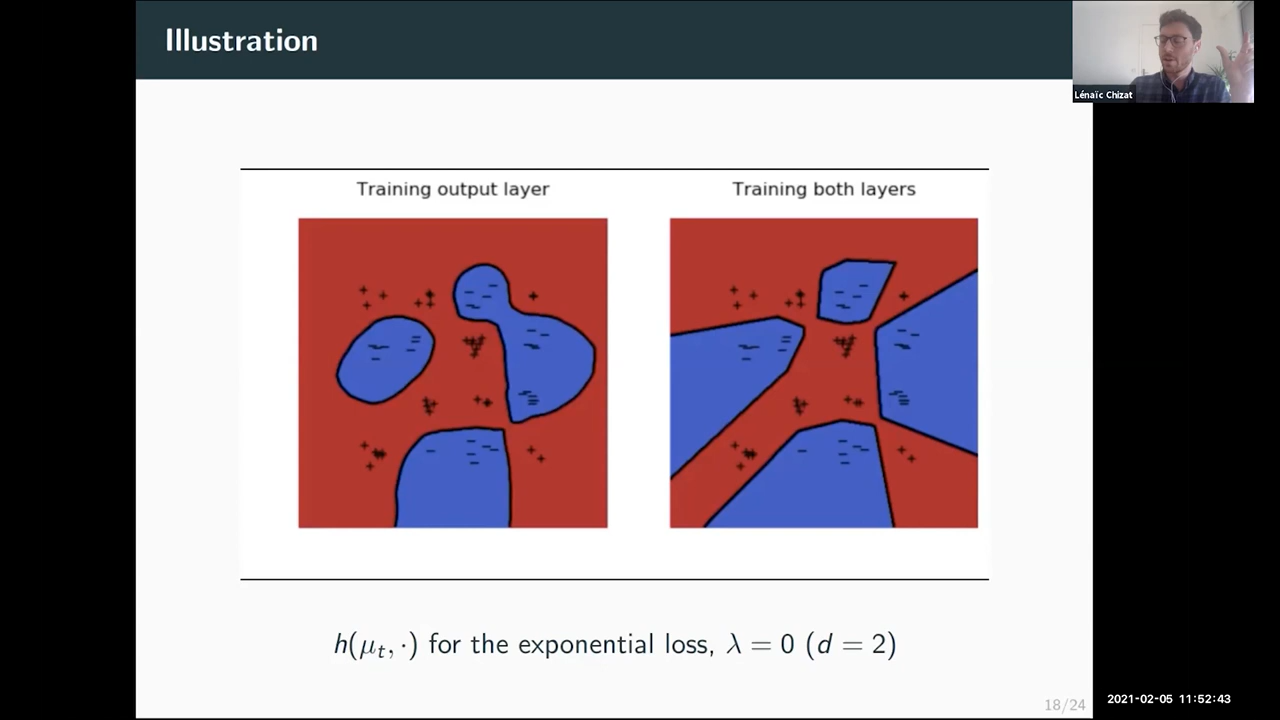 Illustration
Lénaïc Chizat
Training output layer
Training both layers
h(μₜ, ·) for the exponential loss, λ = 0 (d = 2)
18/24
2021-02-05 11:52:43